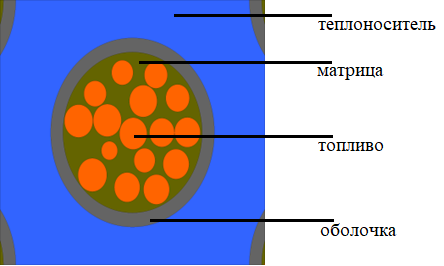 теплоноситель
матрица
топливо
оболочка